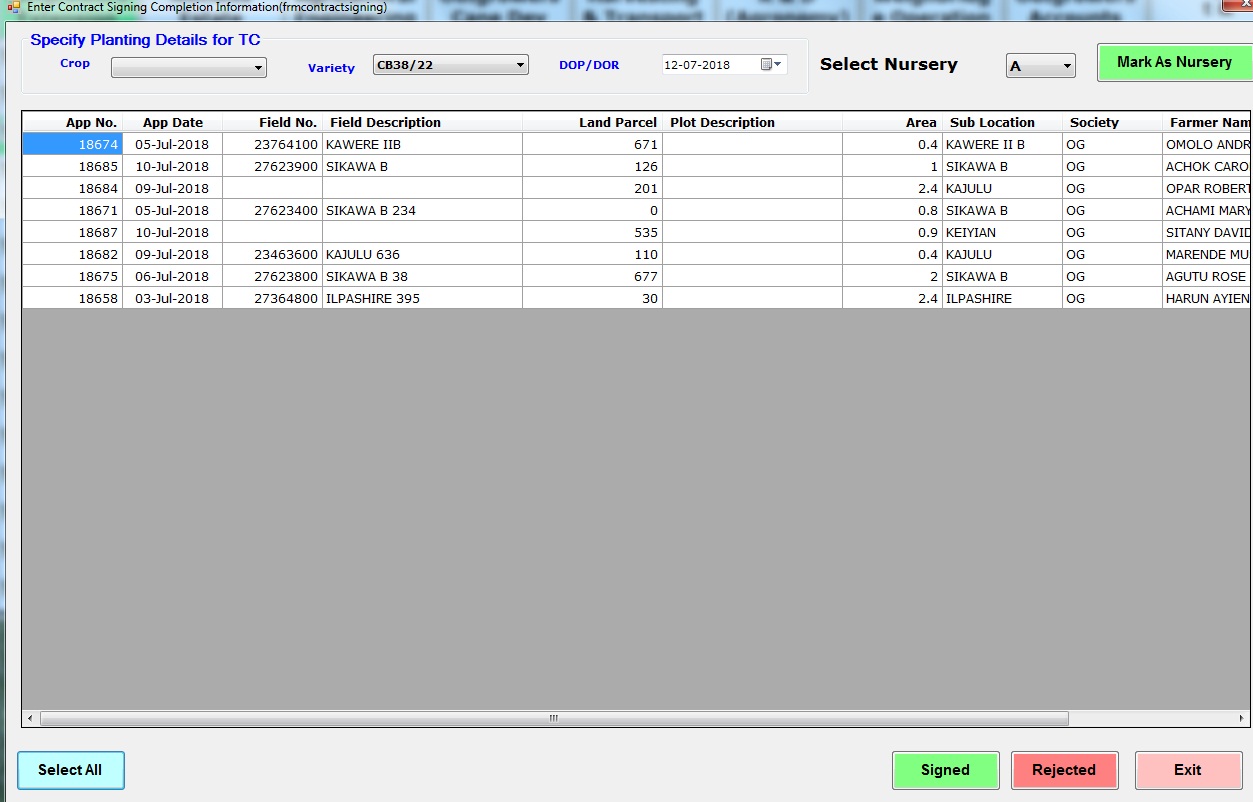 Enter Contract Signing Completion Information(frmcontractsigning)
Specify Planting Details for TC
Crop Variety CB38/22 DOP/DOR 12-07-2018 Select Nursery A Mark As Nursery
App No. App Date Field No. Field Description Land Parcel Plot Description Area Sub Location Society Farmer Nam
18674 05-Jul-2018 23764100 KAWERE IIB 671 0.4 KAWERE II B OG OMOLO ANDR
18685 10-Jul-2018 27623900 SIKAWA B 126 1 SIKAWA B OG ACHOK CARO
18684 09-Jul-2018 201 2.4 KAJULU OG OPAR ROBERT
18671 05-Jul-2018 27623400 SIKAWA B 234 0 0.8 SIKAWA B OG ACHAMI MARY
18687 10-Jul-2018 535 0.9 KEIYIAN OG SITANY DAVID
18682 09-Jul-2018 23463600 KAJULU 636 110 0.4 KAJULU OG MARENDE MU
18675 06-Jul-2018 27623800 SIKAWA B 38 677 2 SIKAWA B OG AGUTU ROSE
18658 03-Jul-2018 27364800 ILPASHIRE 395 30 2.4 ILPASHIRE OG HARUN AYIEN
Select All Signed Rejected Exit